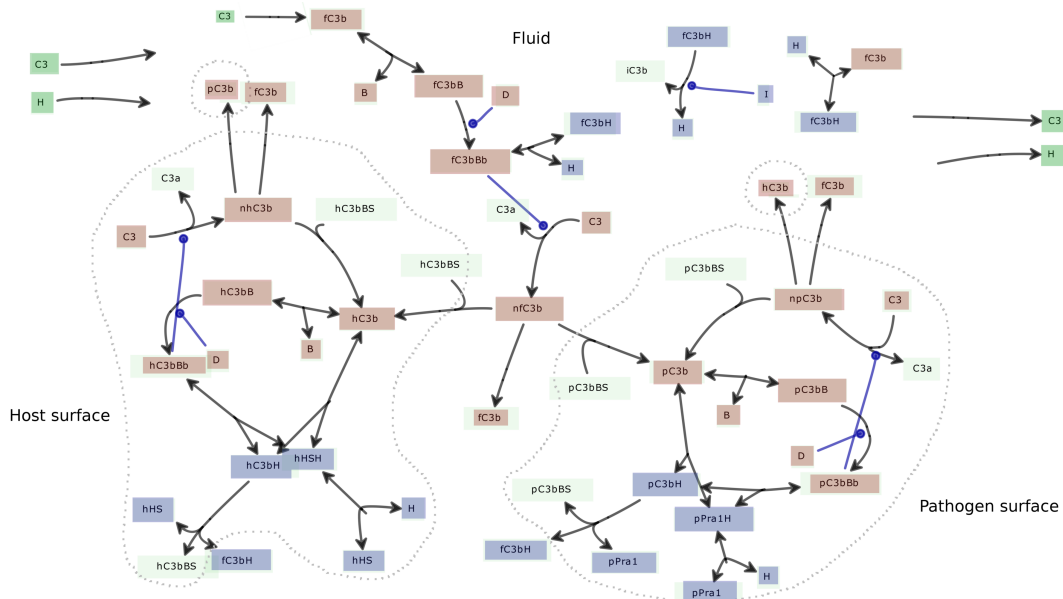 C3
fC3b
Fluid
fC3bH
H
fC3b
C3
iC3b
pC3b
fC3b
fC3bB
D
B
I
H
fC3bH
H
fC3bH
C3
fC3bBb
H
H
C3a
hC3b
fC3b
C3
nhC3b
hC3bBS
C3a
C3
hC3bBS
pC3bBS
hC3bB
nfC3b
npC3b
C3
hC3b
B
hC3bBb
D
pC3b
C3a
pC3bBS
pC3bB
Host surface
fC3b
B
D
hC3bH
hHSH
pC3bH
pC3bBb
pC3bBS
Pathogen surface
hHS
H
pPra1H
fC3bH
hC3bBS
fC3bH
hHS
pPra1
H
pPra1